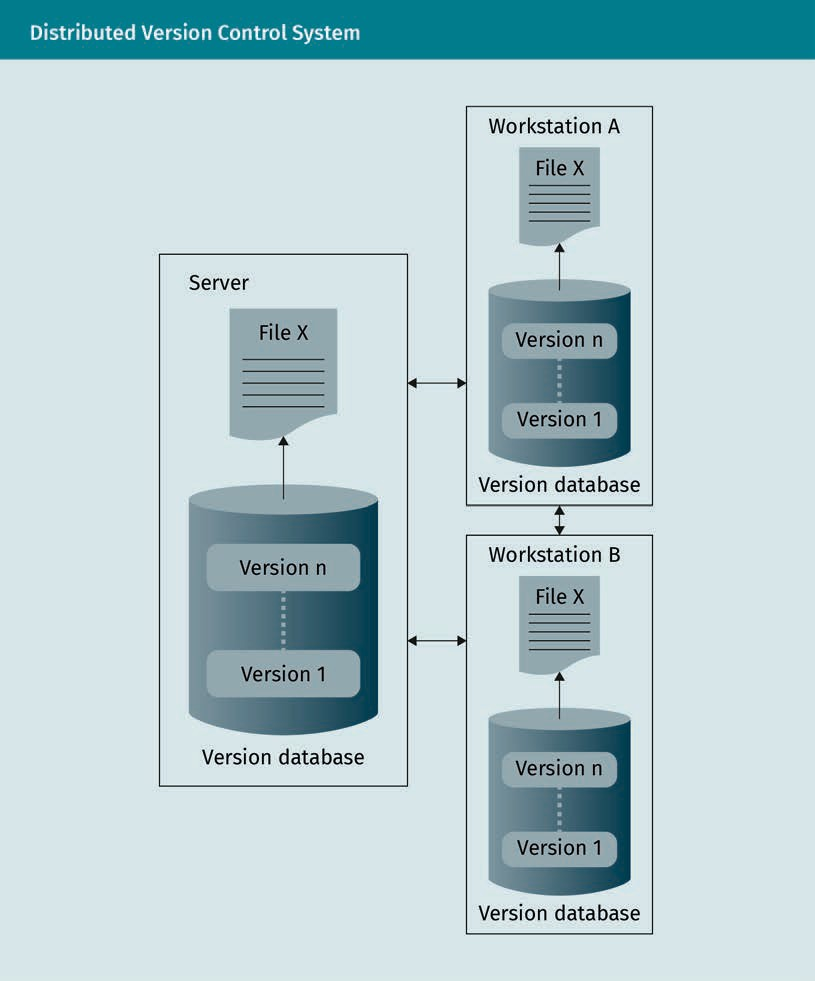 Distributed Version Control System
Server
File X
Version n
Version 1
Version database
Workstation A
File X
Version n
Version 1
Version database
Workstation B
File X
Version n
Version 1
Version database